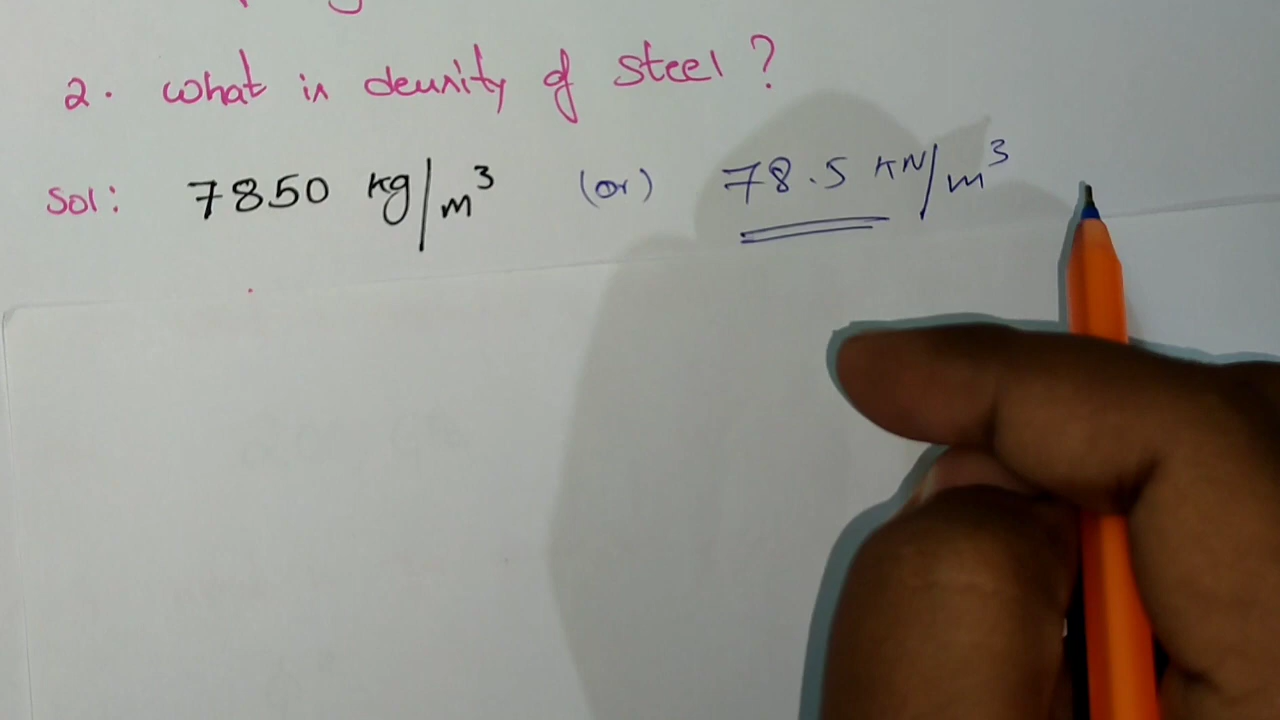 2. What is density of steel ?
Sol: 7850 kg/m³ (or) 78.5 KN/m³